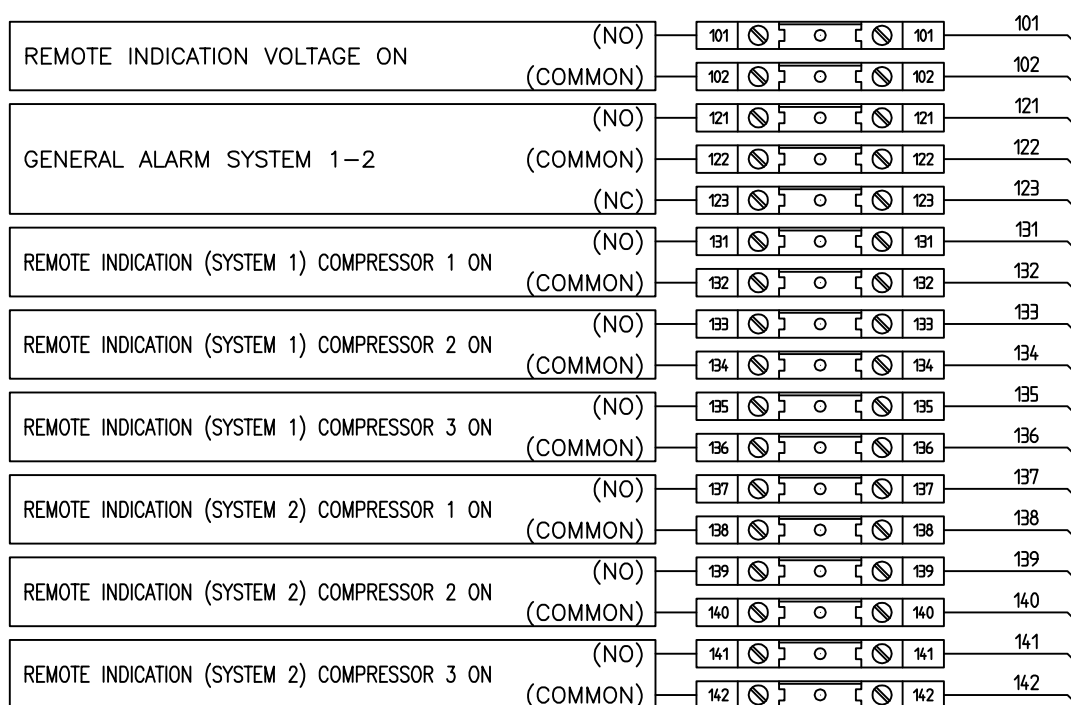 (NO) 101 101 101
REMOTE INDICATION VOLTAGE ON
(COMMON) 102 102 102
(NO) 121 121 121
GENERAL ALARM SYSTEM 1-2 (COMMON) 122 122 122
(NC) 123 123 123
(NO) 131 131 131
REMOTE INDICATION (SYSTEM 1) COMPRESSOR 1 ON
(COMMON) 132 132 132
(NO) 133 133 133
REMOTE INDICATION (SYSTEM 1) COMPRESSOR 2 ON
(COMMON) 134 134 134
(NO) 135 135 135
REMOTE INDICATION (SYSTEM 1) COMPRESSOR 3 ON
(COMMON) 136 136 136
(NO) 137 137 137
REMOTE INDICATION (SYSTEM 2) COMPRESSOR 1 ON
(COMMON) 138 138 138
(NO) 139 139 139
REMOTE INDICATION (SYSTEM 2) COMPRESSOR 2 ON
(COMMON) 140 140 140
(NO) 141 141 141
REMOTE INDICATION (SYSTEM 2) COMPRESSOR 3 ON
(COMMON) 142 142 142